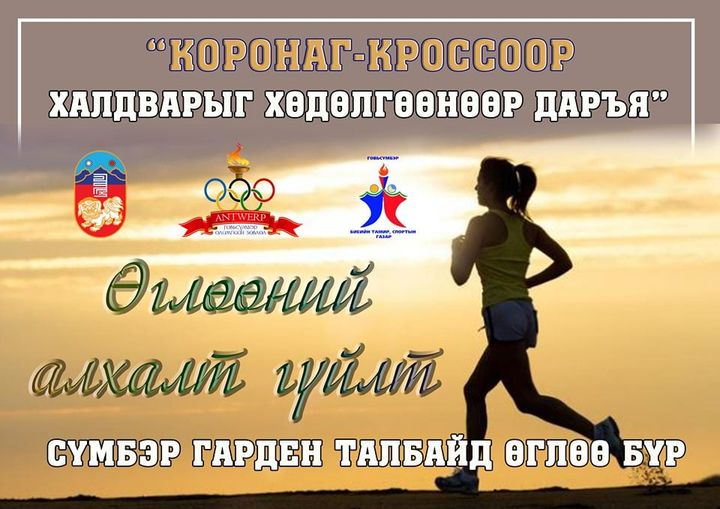 “КОРОНАГ-КРОССООР
ХАЛДВАРЫГ ХӨДӨЛГӨӨНӨӨР ДАРЪЯ”
ANTWERP
ГОВЬСҮМБЭР
ГОВЬСҮМБЭР
БИЕИЙН ТАМИР, СПОРТЫН
ГАЗАР
Өглөөний
алхалт гүйлт
СҮМБЭР ГАРДЕН ТАЛБАЙД ӨГЛӨӨ БҮР